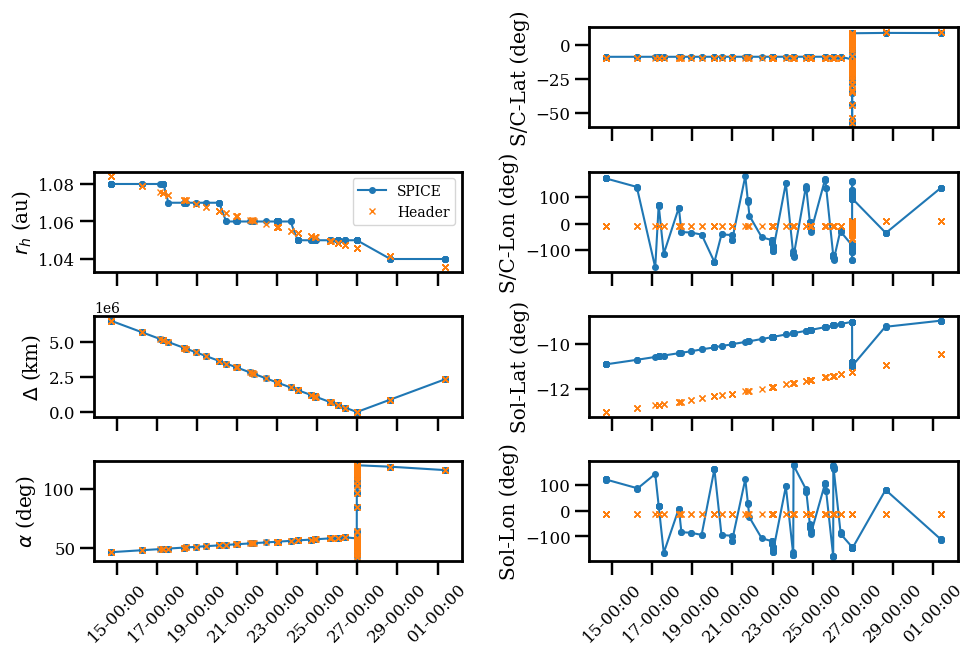 S/C-Lat (deg)
0
−25
−50
r_h (au)
1.08
1.06
1.04
SPICE
Header
S/C-Lon (deg)
100
0
−100
1e6
Δ (km)
5.0
2.5
0.0
Sol-Lat (deg)
−10
−12
α (deg)
100
50
Sol-Lon (deg)
100
0
−100
15-00:00 17-00:00 19-00:00 21-00:00 23-00:00 25-00:00 27-00:00 29-00:00 01-00:00
15-00:00 17-00:00 19-00:00 21-00:00 23-00:00 25-00:00 27-00:00 29-00:00 01-00:00